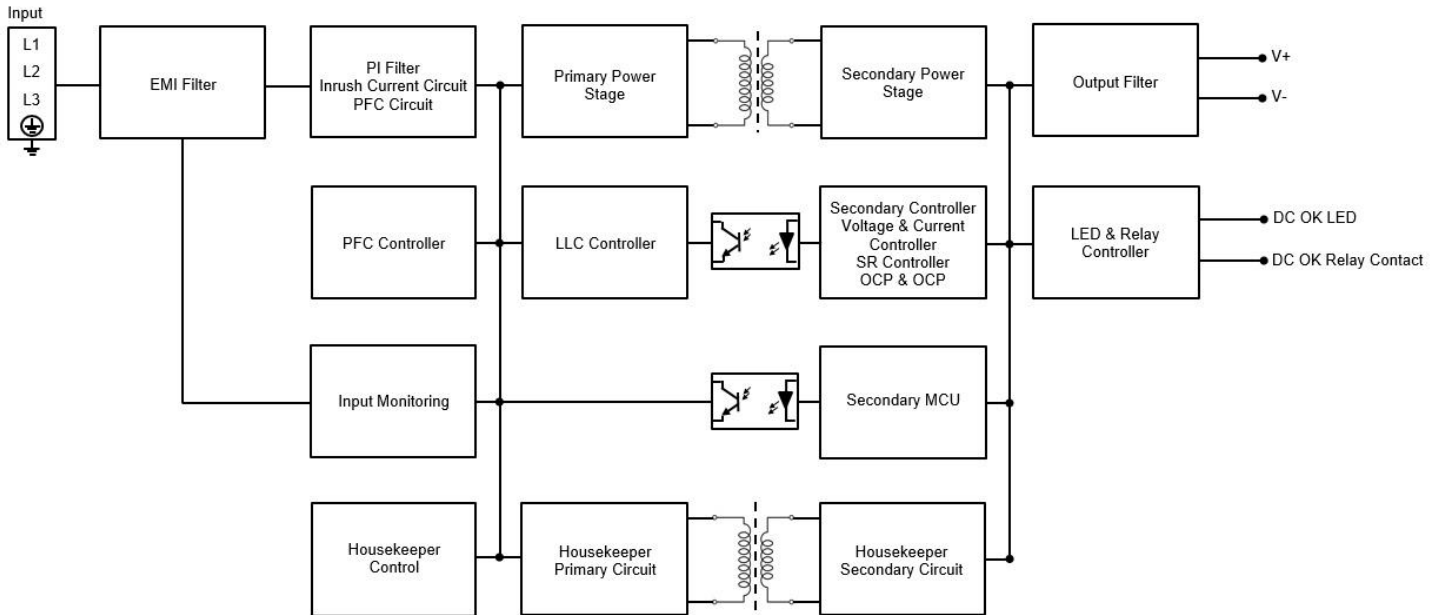 Input
L1
L2
L3
EMI Filter
PI Filter
Inrush Current Circuit
PFC Circuit
Primary Power
Stage
Secondary Power
Stage
Output Filter
V+
V-
PFC Controller
LLC Controller
Secondary Controller
Voltage & Current
Controller
SR Controller
OCP & OCP
LED & Relay
Controller
DC OK LED
DC OK Relay Contact
Input Monitoring
Secondary MCU
Housekeeper
Control
Housekeeper
Primary Circuit
Housekeeper
Secondary Circuit